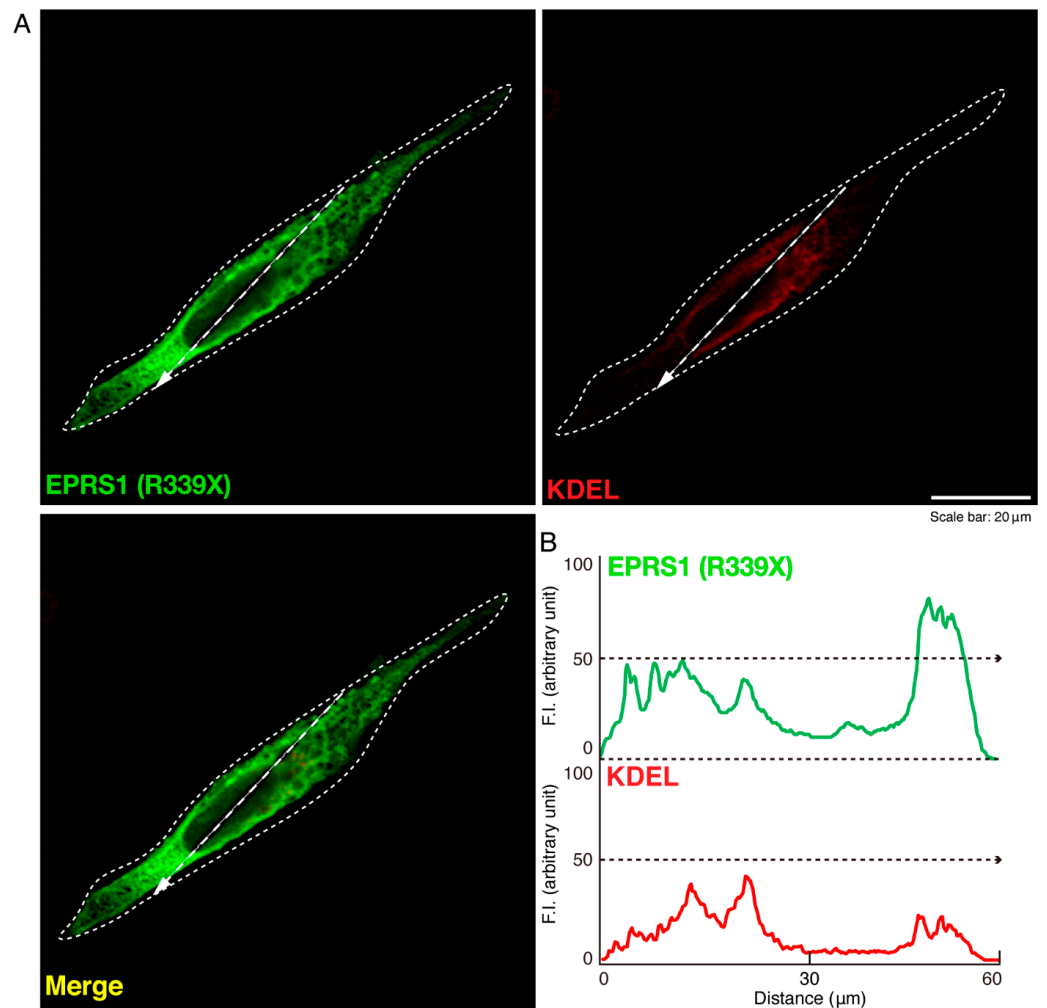 A
EPRS1 (R339X)
KDEL
Scale bar: 20 µm
Merge
B
EPRS1 (R339X)
100
50
0
F.I. (arbitrary unit)
KDEL
100
50
0
F.I. (arbitrary unit)
0
30
60
Distance (µm)